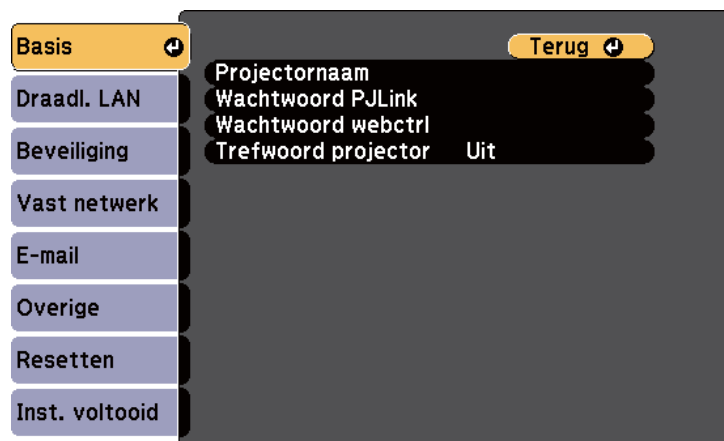 Basis
Draadl. LAN
Beveiliging
Vast netwerk
E-mail
Overige
Resetten
Inst. voltooid
Terug
Projectornaam
Wachtwoord PJLink
Wachtwoord webctrl
Trefwoord projector Uit